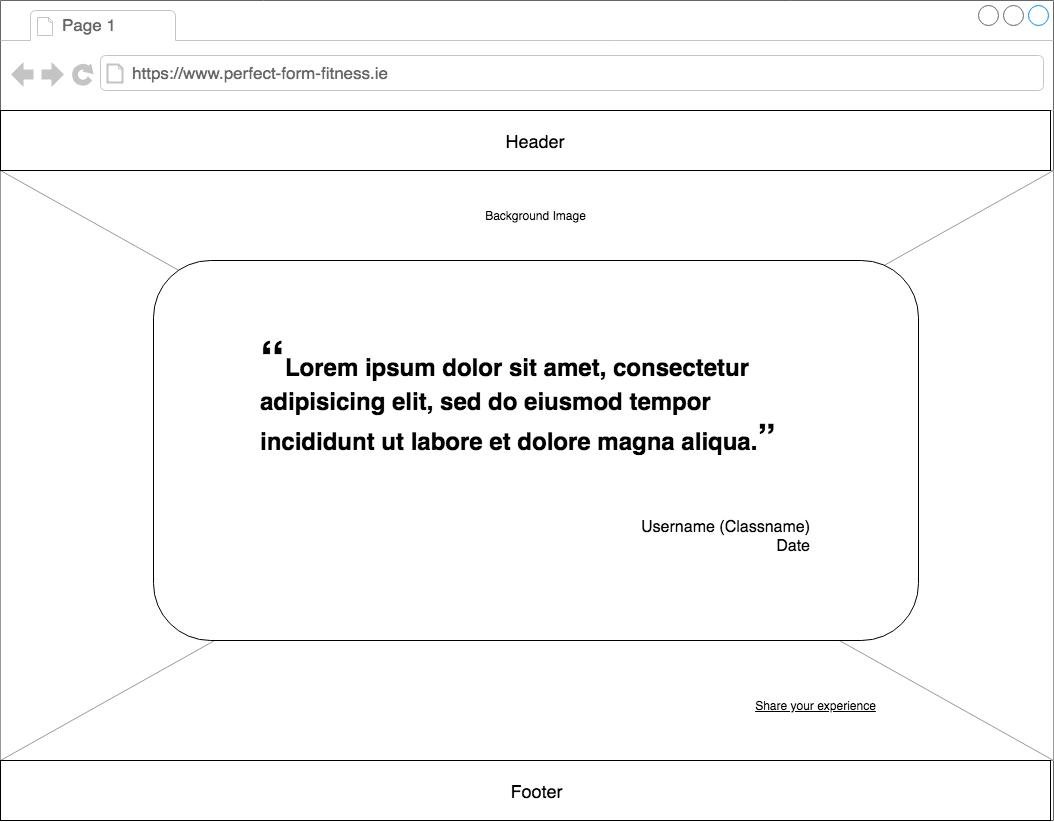 Page 1
https://www.perfect-form-fitness.ie
Header
Background Image
“Lorem ipsum dolor sit amet, consectetur
adipisicing elit, sed do eiusmod tempor
incididunt ut labore et dolore magna aliqua.”
Username (Classname)
Date
Share your experience
Footer